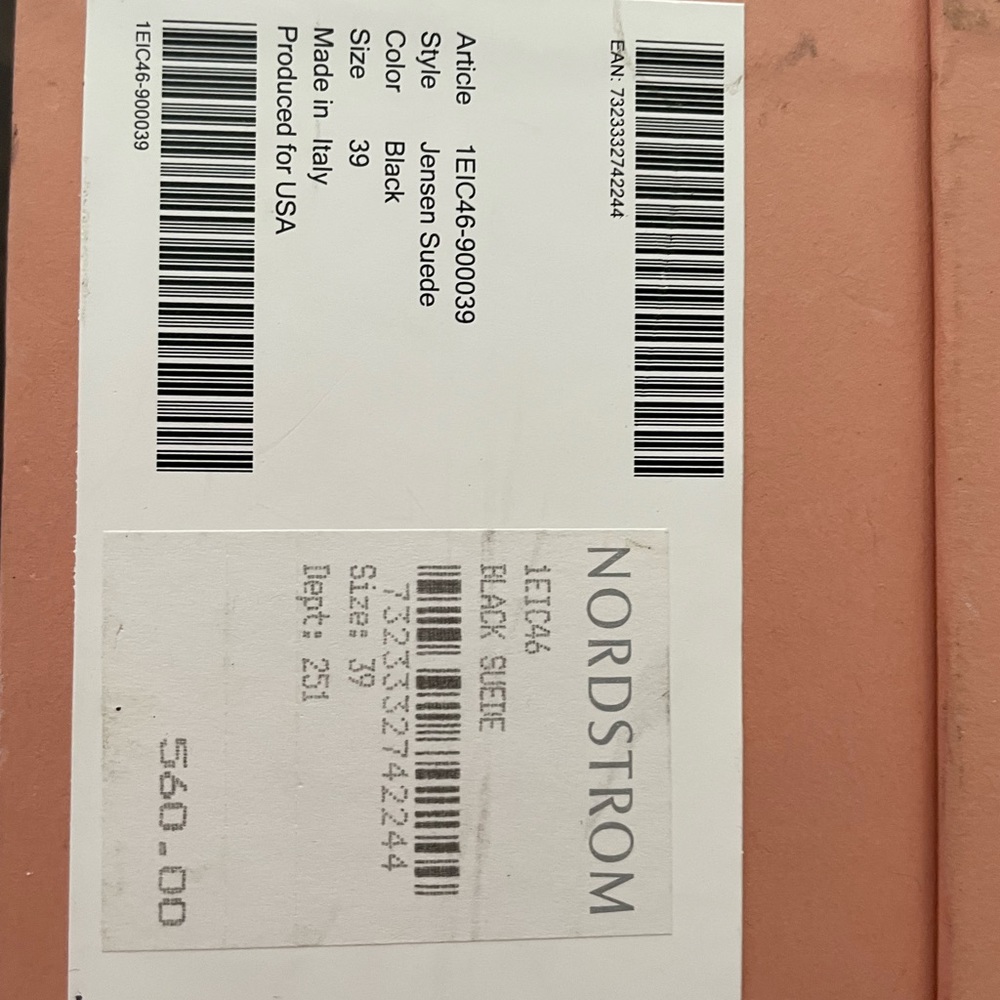 EAN: 7323332742244
Article 1EIC46-900039
Style Jensen Suede
Color Black
Size 39
Made in Italy
Produced for USA
1EIC46-900039
NORDSTROM
1EIC46
BLACK SUEDE
7323332742244
Size: 39
Dept: 251
560.00